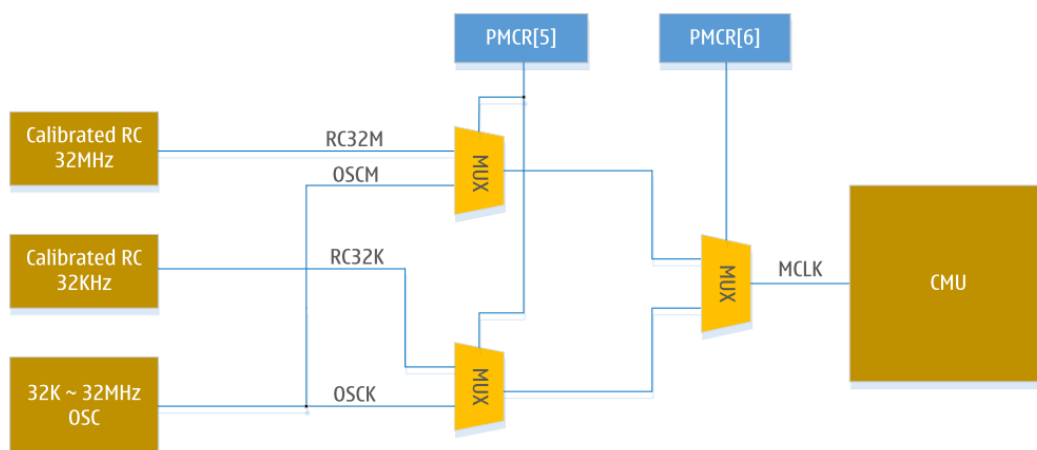 PMCR[5]
PMCR[6]
Calibrated RC
32MHz
RC32M
OSCM
MUX
Calibrated RC
32KHz
RC32K
MUX
MCLK
CMU
32K ~ 32MHz
OSC
OSCK
MUX